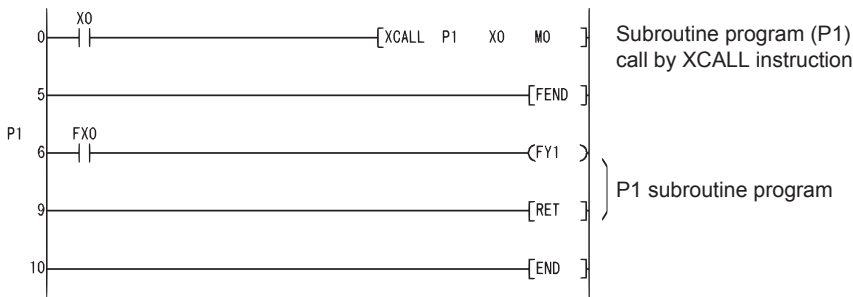 X0
0 [XCALL P1 X0 M0 ]
Subroutine program (P1)
call by XCALL instruction
5 [FEND ]
P1 FX0
6 (FY1 )
P1 subroutine program
9 [RET ]
10 [END ]